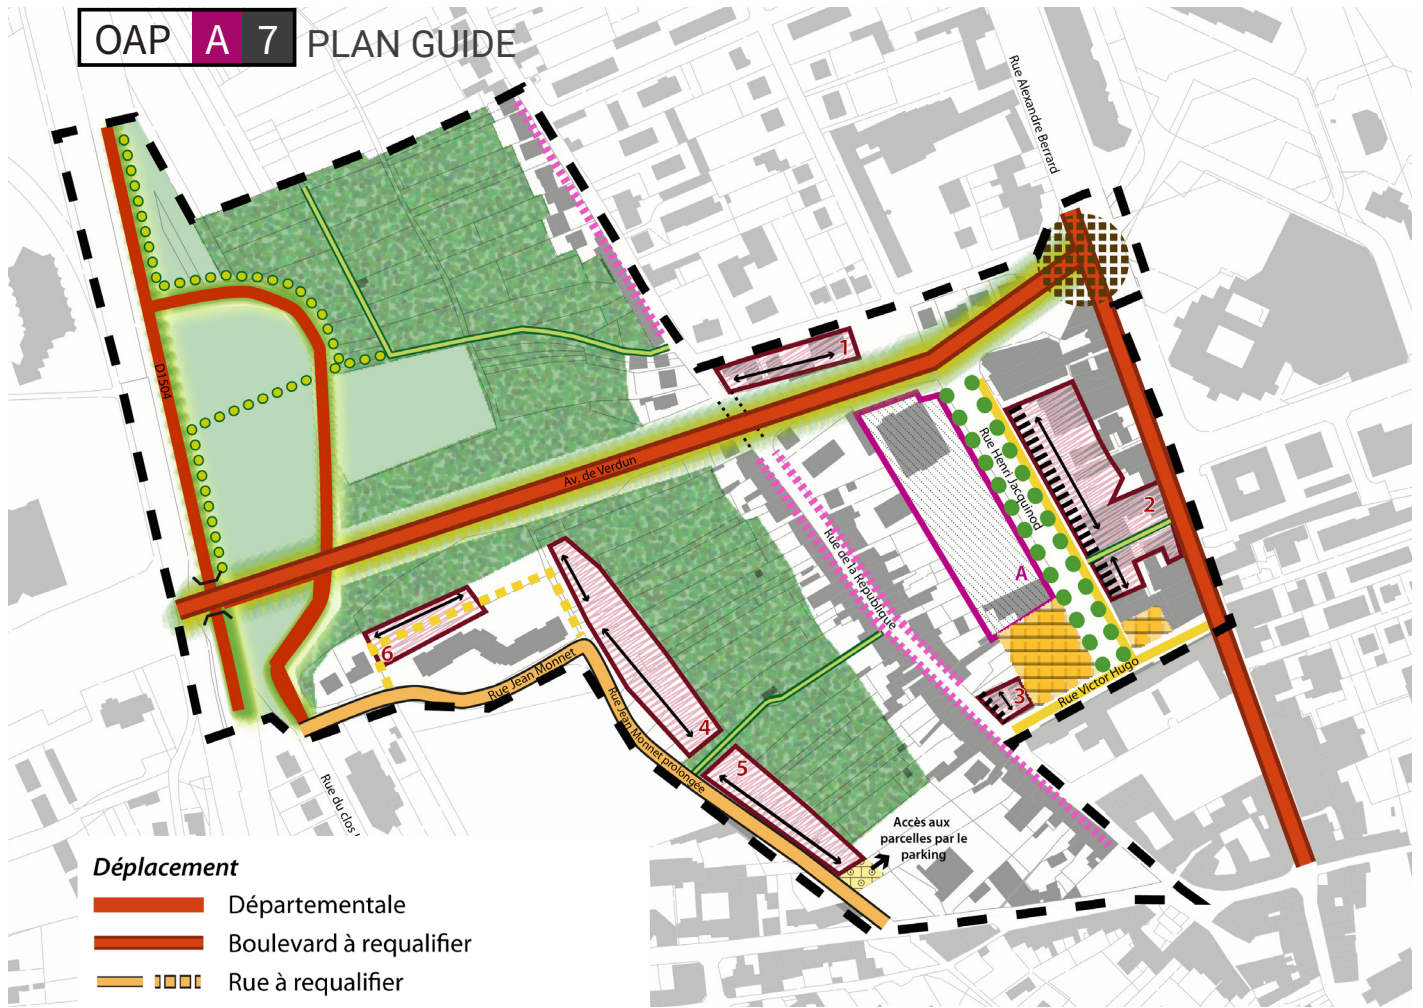 OAP A 7 PLAN GUIDE
Rue Alexandre Berrard
1
D1504
Av. de Verdun
Rue Henri Jacquinod
2
Rue de la République
A
6
Rue Jean Monnet
Rue Victor Hugo
3
Rue Jean Monnet prolongée
4
5
Rue du clos
Accès aux
parcelles par le
parking
Déplacement
Départementale
Boulevard à requalifier
Rue à requalifier